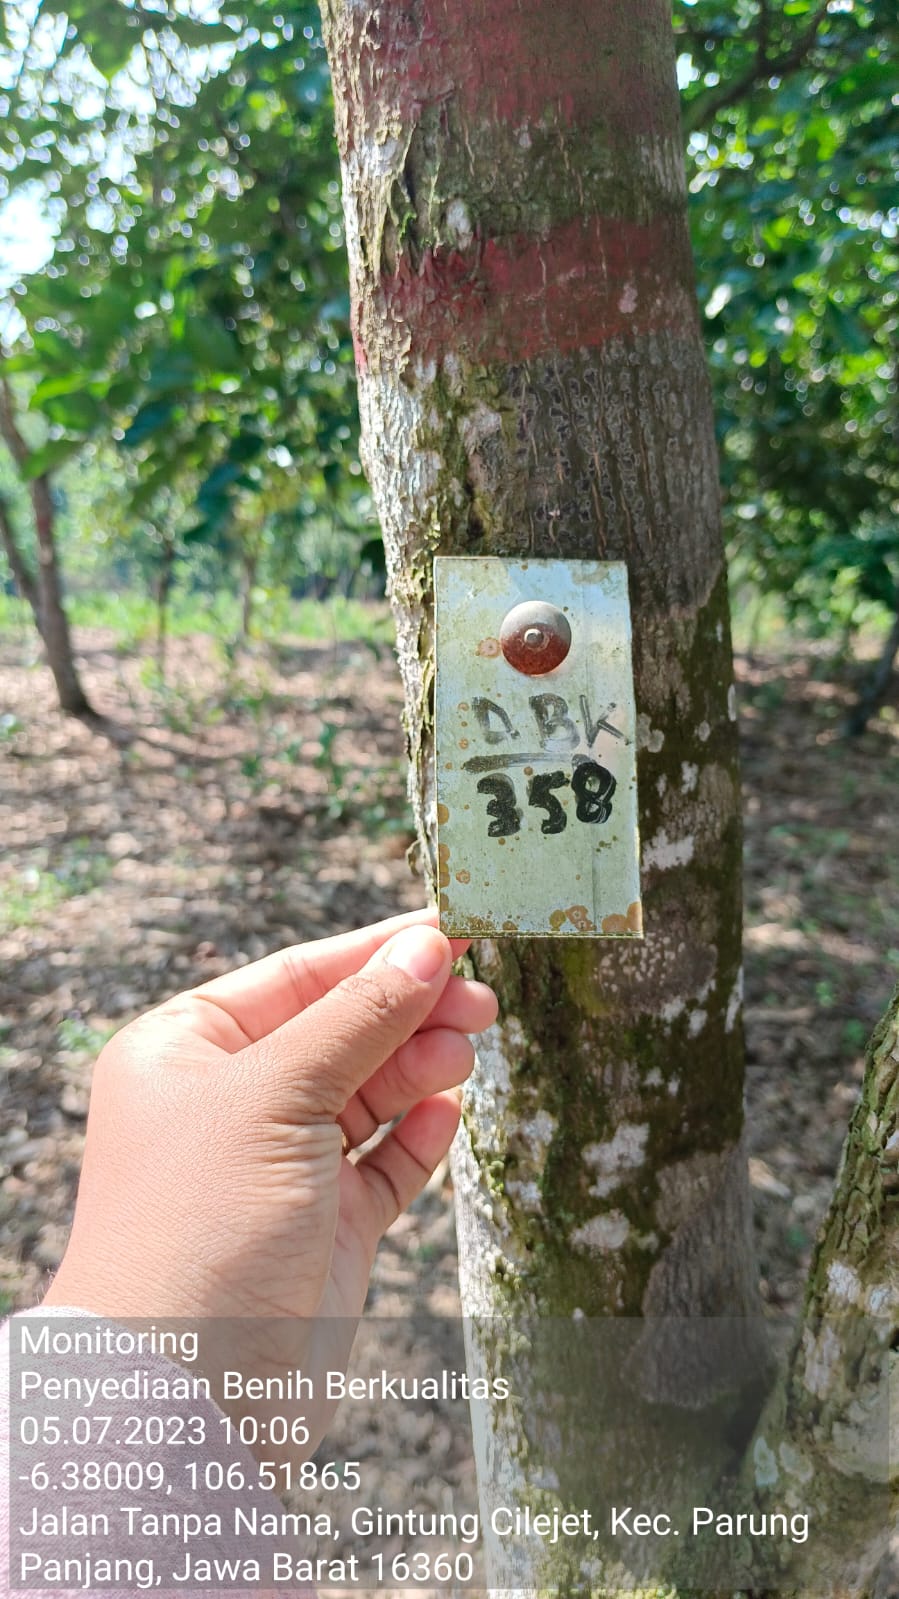 D.BK
358
Monitoring
Penyediaan Benih Berkualitas
05.07.2023 10:06
-6.38009, 106.51865
Jalan Tanpa Nama, Gintung Cilejet, Kec. Parung
Panjang, Jawa Barat 16360